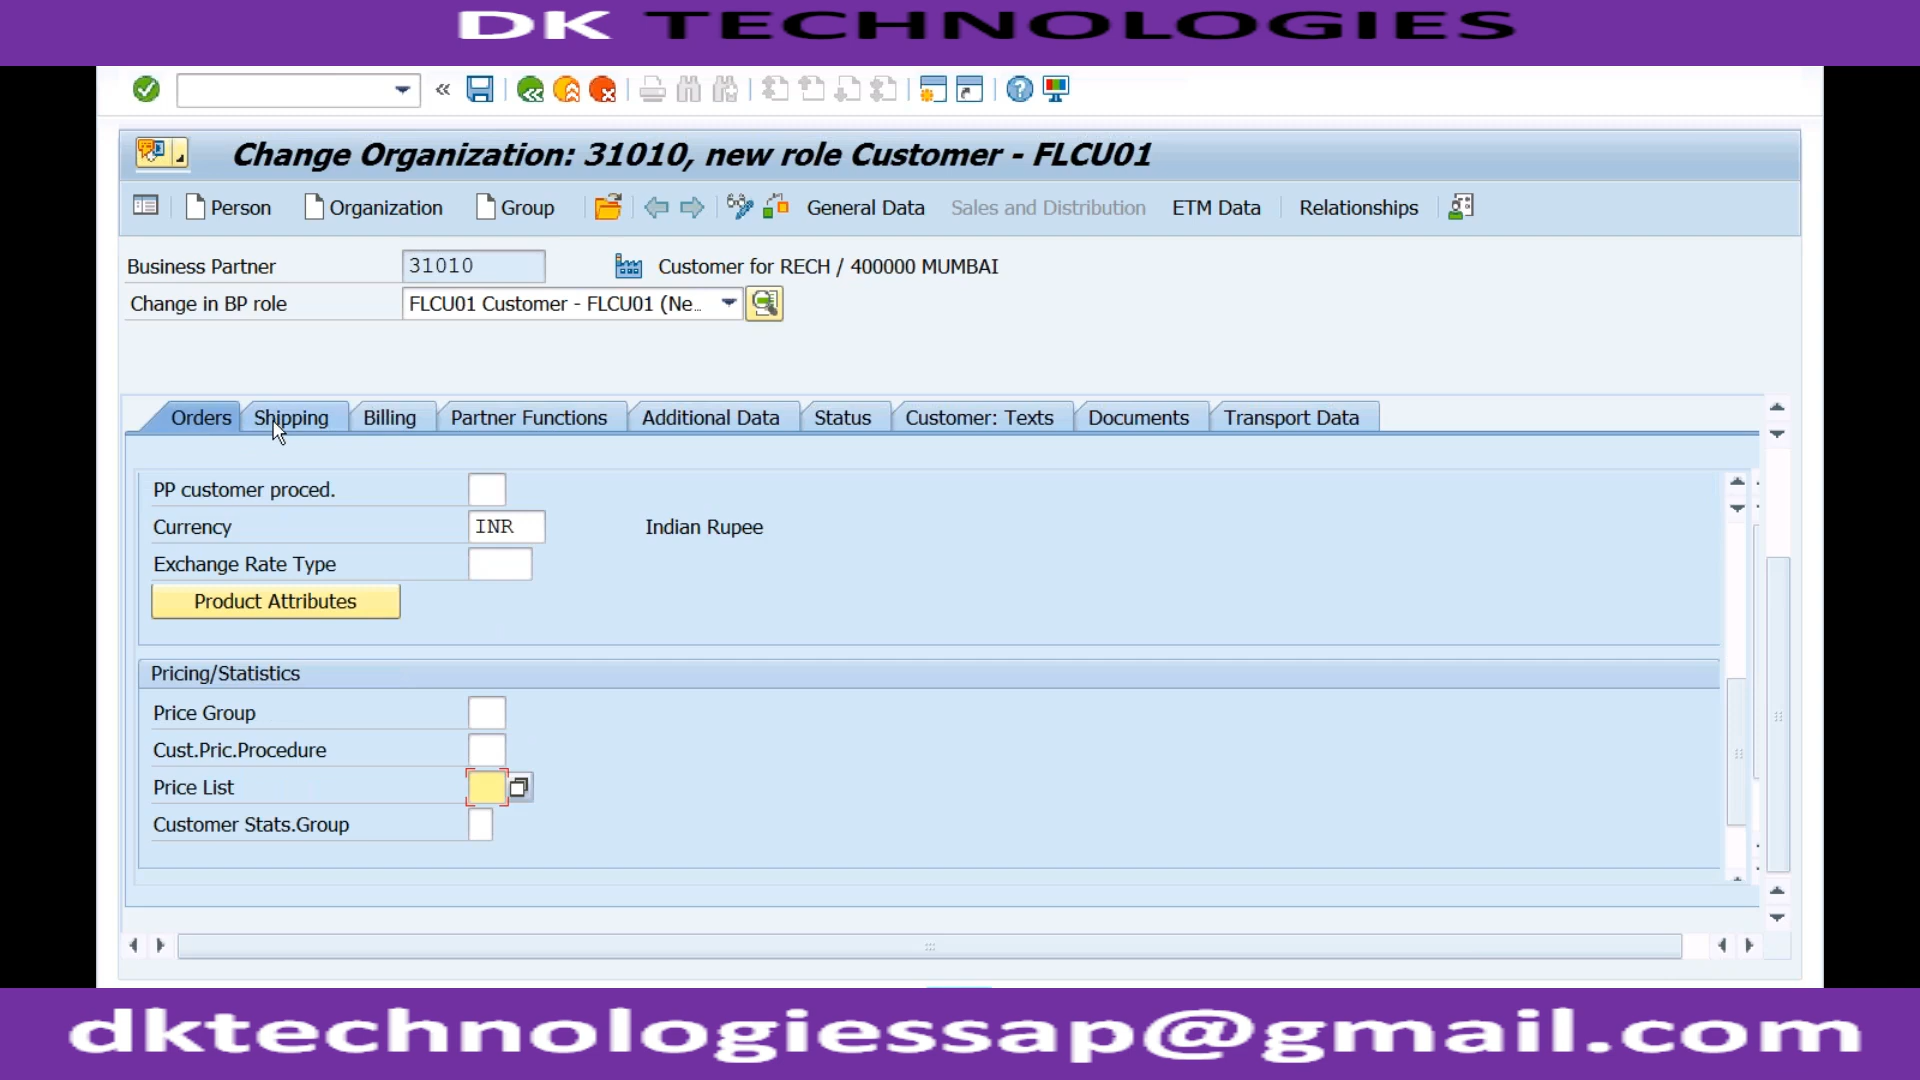 DK TECHNOLOGIES
Change Organization: 31010, new role Customer - FLCU01
Person Organization Group General Data Sales and Distribution ETM Data Relationships
Business Partner 31010 Customer for RECH / 400000 MUMBAI
Change in BP role FLCU01 Customer - FLCU01 (Ne...
Orders Shipping Billing Partner Functions Additional Data Status Customer: Texts Documents Transport Data
PP customer proced.
Currency INR Indian Rupee
Exchange Rate Type
Product Attributes
Pricing/Statistics
Price Group
Cust.Pric.Procedure
Price List
Customer Stats.Group
dktechnologiessap@gmail.com